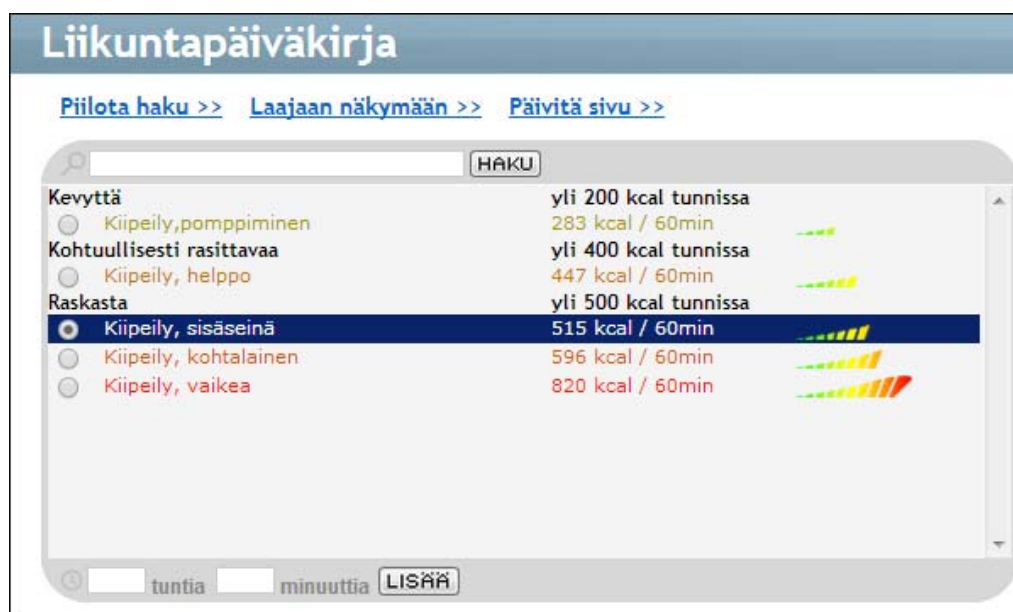 Liikuntapäiväkirja
Piilota haku >> Laajaan näkymään >> Päivitä sivu >>
HAKU
Kevyttä yli 200 kcal tunnissa
Kiipeily,pomppiminen 283 kcal / 60min
Kohtuullisesti rasittavaa yli 400 kcal tunnissa
Kiipeily, helppo 447 kcal / 60min
Raskasta yli 500 kcal tunnissa
Kiipeily, sisäseinä 515 kcal / 60min
Kiipeily, kohtalainen 596 kcal / 60min
Kiipeily, vaikea 820 kcal / 60min
tuntia minuuttia LISÄÄ